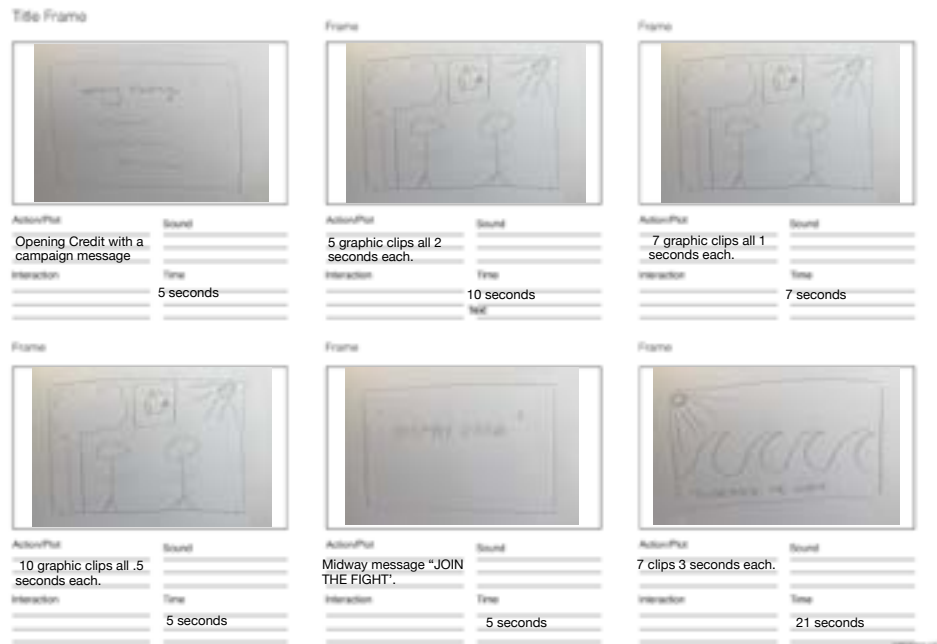 Title Frame
Frame
Frame
Action/Plot
Sound
Action/Plot
Sound
Action/Plot
Sound
Opening Credit with a
campaign message
5 graphic clips all 2
seconds each.
7 graphic clips all 1
seconds each.
Interaction
Time
Interaction
Time
Interaction
Time
5 seconds
10 seconds
7 seconds
Text
Frame
Frame
Frame
Action/Plot
Sound
Action/Plot
Sound
Action/Plot
Sound
10 graphic clips all .5
seconds each.
Midway message “JOIN
THE FIGHT’.
7 clips 3 seconds each.
Interaction
Time
Interaction
Time
Interaction
Time
5 seconds
5 seconds
21 seconds